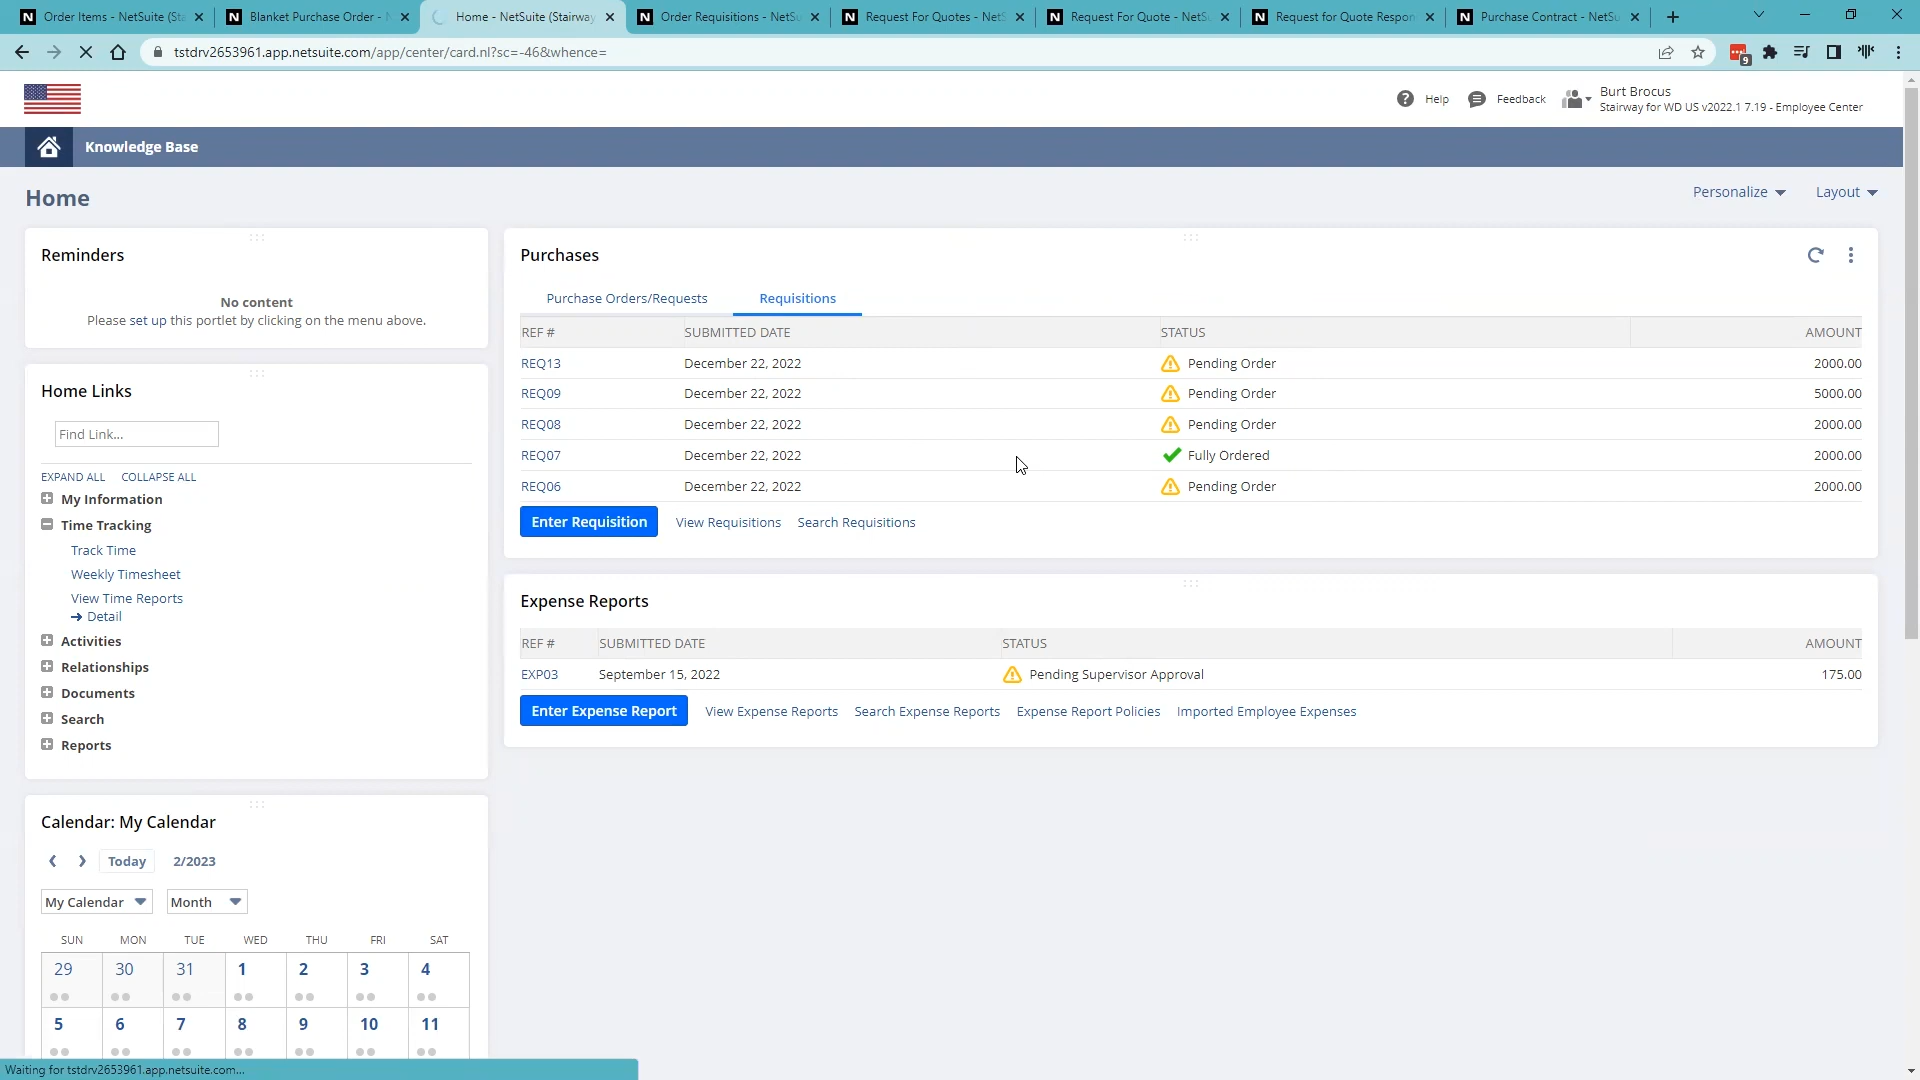 Order Items - NetSuite (Sta
Blanket Purchase Order - N
Home - NetSuite (Stairway
Order Requisitions - NetSu
Request For Quotes - NetS
Request For Quote - NetSu
Request for Quote Respon
Purchase Contract - NetSu
tstdrv2653961.app.netsuite.com/app/center/card.nl?sc=-46&whence=
9
Help
Feedback
Burt Brocus
Stairway for WD US v2022.1 7.19 - Employee Center
Knowledge Base
Home
Personalize
Layout
Reminders
No content
Please set up this portlet by clicking on the menu above.
Home Links
Find Link...
EXPAND ALL COLLAPSE ALL
My Information
Time Tracking
Track Time
Weekly Timesheet
View Time Reports
Detail
Activities
Relationships
Documents
Search
Reports
Calendar: My Calendar
Today 2/2023
My Calendar Month
SUN MON TUE WED THU FRI SAT
29 30 31 1 2 3 4
5 6 7 8 9 10 11
Purchases
Purchase Orders/Requests Requisitions
REF # SUBMITTED DATE STATUS AMOUNT
REQ13 December 22, 2022 Pending Order 2000.00
REQ09 December 22, 2022 Pending Order 5000.00
REQ08 December 22, 2022 Pending Order 2000.00
REQ07 December 22, 2022 Fully Ordered 2000.00
REQ06 December 22, 2022 Pending Order 2000.00
Enter Requisition View Requisitions Search Requisitions
Expense Reports
REF # SUBMITTED DATE STATUS AMOUNT
EXP03 September 15, 2022 Pending Supervisor Approval 175.00
Enter Expense Report View Expense Reports Search Expense Reports Expense Report Policies Imported Employee Expenses
Waiting for tstdrv2653961.app.netsuite.com...